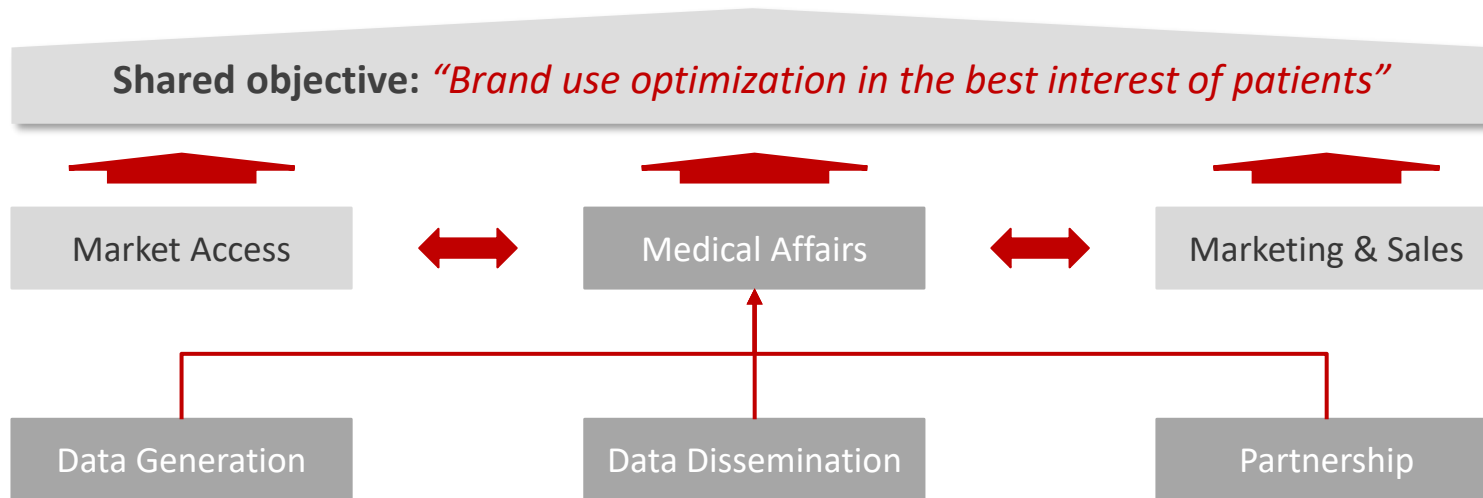 Shared objective: “Brand use optimization in the best interest of patients”
Market Access
Medical Affairs
Marketing & Sales
Data Generation
Data Dissemination
Partnership